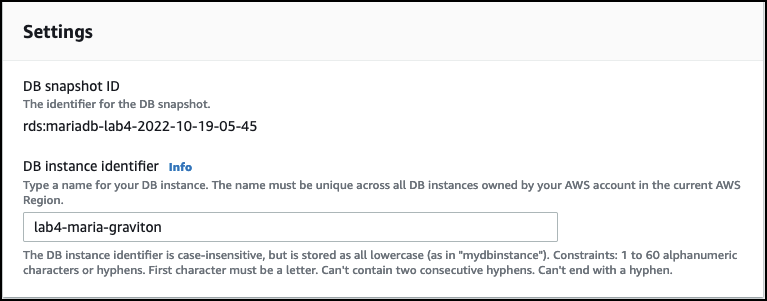 Settings
DB snapshot ID
The identifier for the DB snapshot.
rds:mariadb-lab4-2022-10-19-05-45
DB instance identifier Info
Type a name for your DB instance. The name must be unique across all DB instances owned by your AWS account in the current AWS
Region.
lab4-maria-graviton
The DB instance identifier is case-insensitive, but is stored as all lowercase (as in "mydbinstance"). Constraints: 1 to 60 alphanumeric
characters or hyphens. First character must be a letter. Can't contain two consecutive hyphens. Can't end with a hyphen.